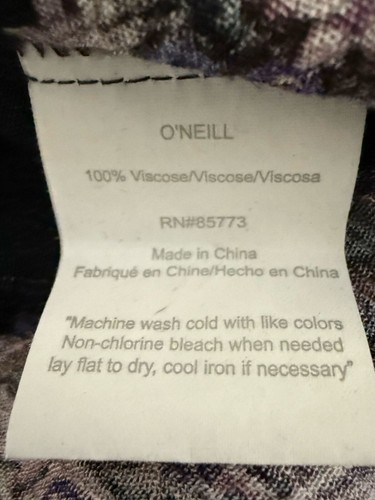 O'NEILL
100% Viscose/Viscose/Viscosa
RN#85773
Made in China
Fabriqué en Chine/Hecho en China
"Machine wash cold with like colors
Non-chlorine bleach when needed
lay flat to dry, cool iron if necessary"